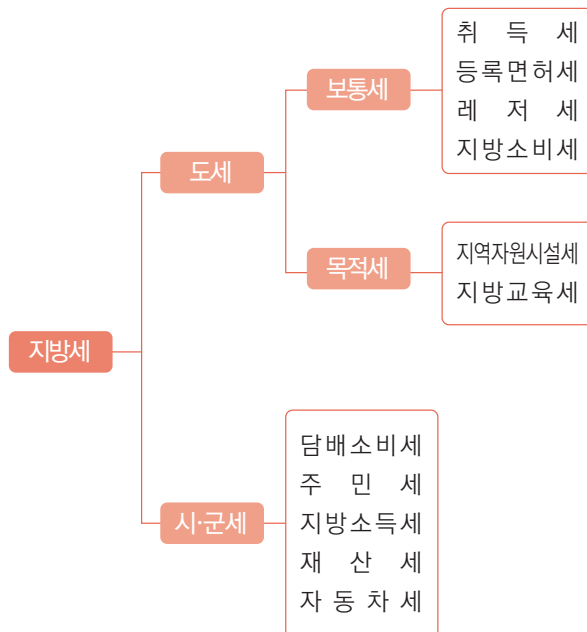 취 득 세
등록면허세
보통세
레 저 세
지방소비세
도세
지역자원시설세
목적세
지방교육세
지방세
담배소비세
주 민 세
시·군세
지방소득세
재 산 세
자 동 차 세